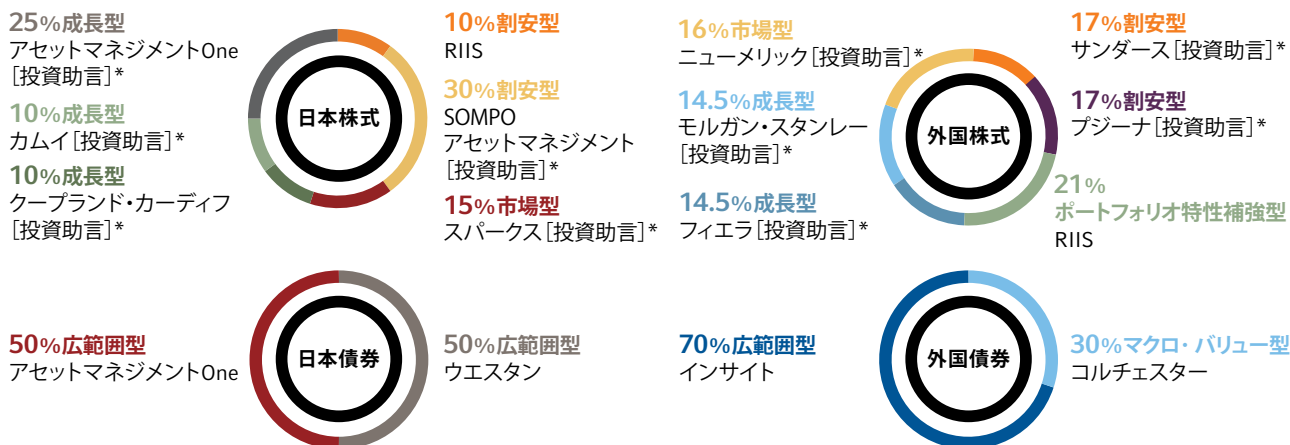 25%成長型
アセットマネジメントOne
[投資助言]*
10%成長型
カムイ[投資助言]*
10%成長型
クープランド・カーディフ
[投資助言]*
日本株式
10%割安型
RIIS
30%割安型
SOMPO
アセットマネジメント
[投資助言]*
15%市場型
スパークス[投資助言]*
16%市場型
ニューメリック[投資助言]*
14.5%成長型
モルガン・スタンレー
[投資助言]*
14.5%成長型
フィエラ[投資助言]*
外国株式
17%割安型
サンダース[投資助言]*
17%割安型
プジーナ[投資助言]*
21%
ポートフォリオ特性補強型
RIIS
50%広範囲型
アセットマネジメントOne
日本債券
50%広範囲型
ウエスタン
70%広範囲型
インサイト
外国債券
30%マクロ・バリュー型
コルチェスター